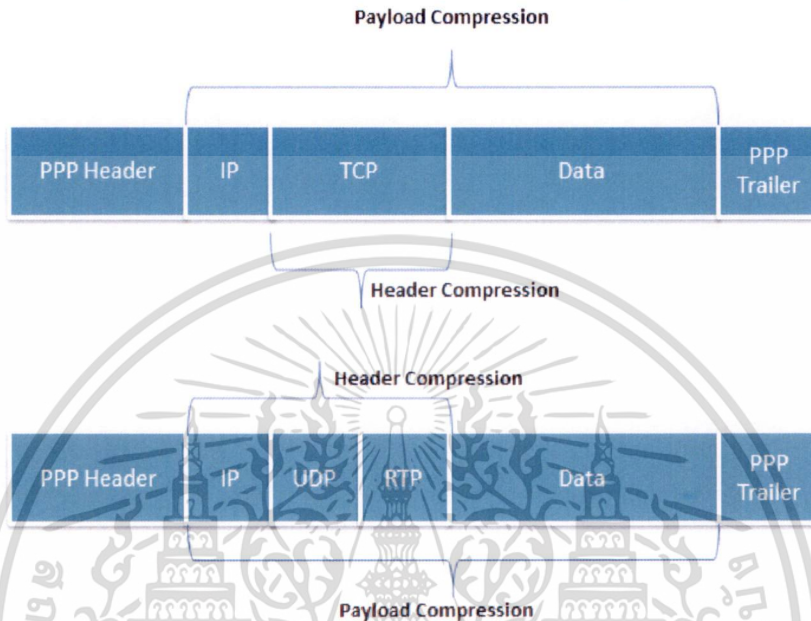 Payload Compression
PPP Header IP TCP Data PPP Trailer
Header Compression
Header Compression
PPP Header IP UDP RTP Data PPP Trailer
Payload Compression